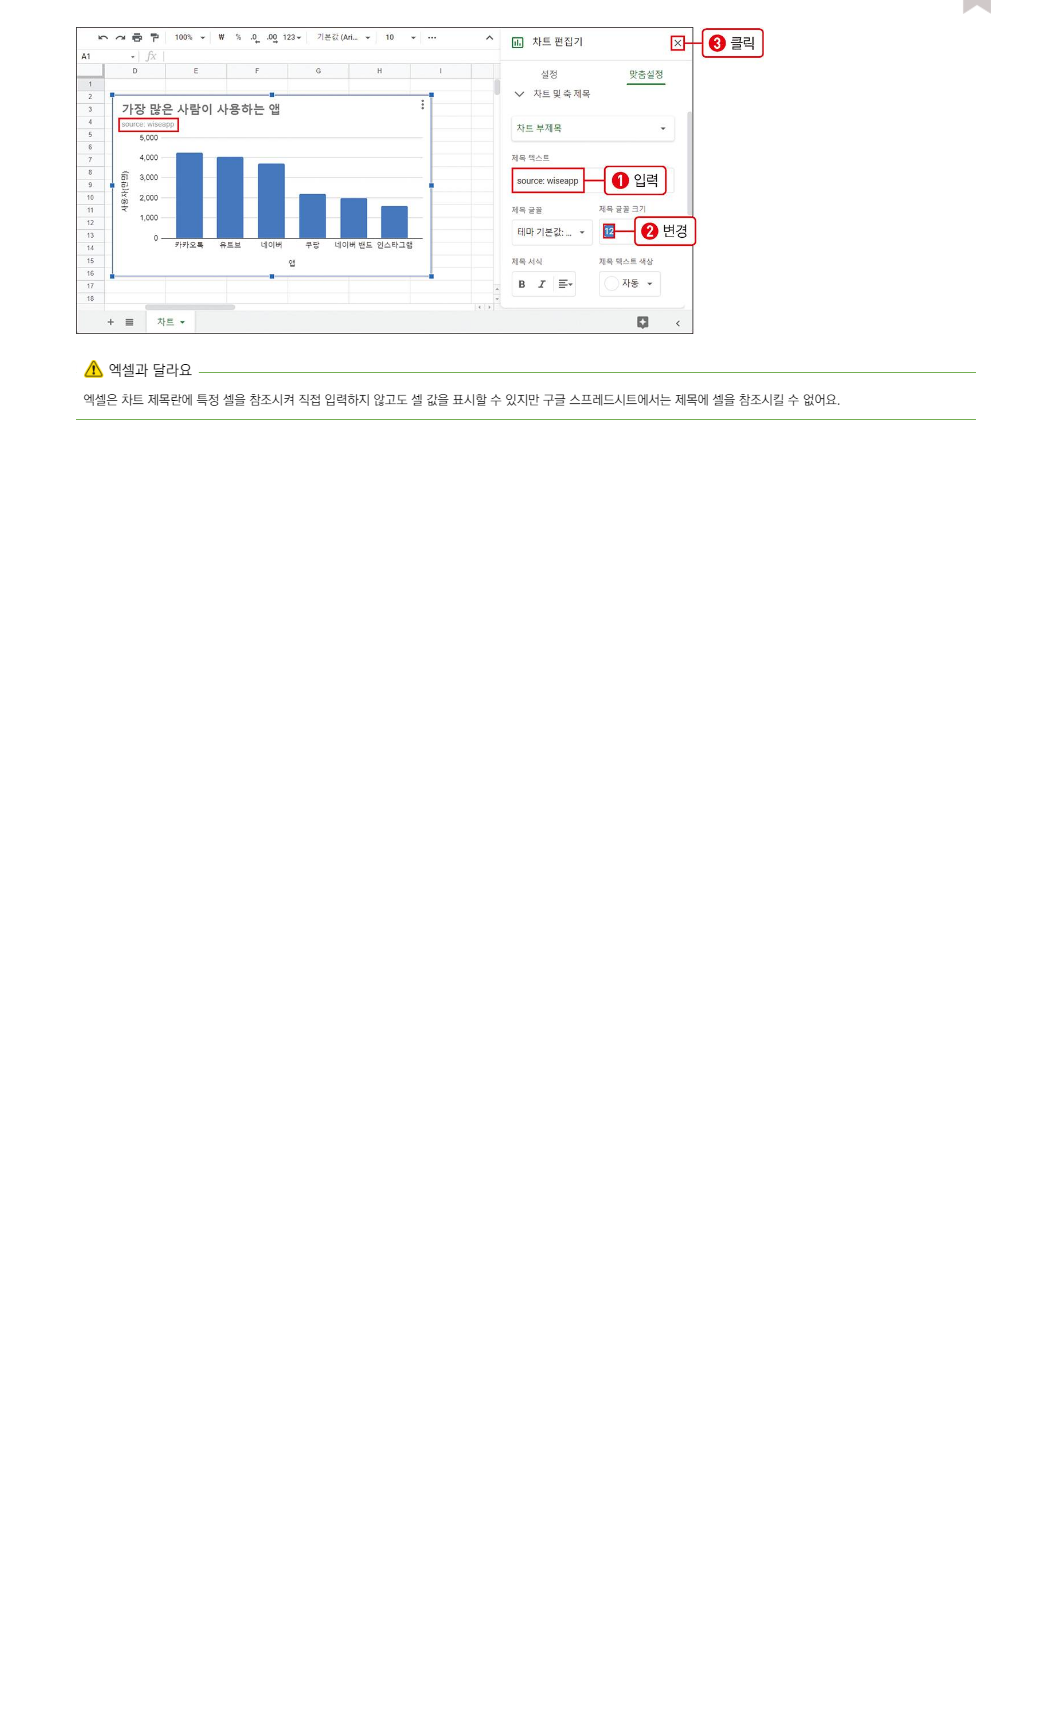 100% ₩ % .0 .00 123 기본값 (Ari... 10 ...
A1 fx
D E F G H I
1
2
3
4
5
6
7
8
9
10
11
12
13
14
15
16
17
18
가장 많은 사람이 사용하는 앱
source: wiseapp
사용자(만명)
5,000
4,000
3,000
2,000
1,000
0
카카오톡 유튜브 네이버 쿠팡 네이버 밴드 인스타그램
앱
+ 차트
차트 편집기
❸ 클릭
설정 맞춤설정
차트 및 축 제목
차트 부제목
제목 텍스트
source: wiseapp
❶ 입력
제목 글꼴 제목 글꼴 크기
테마 기본값: ... 12
❷ 변경
제목 서식 제목 텍스트 색상
B I 자동
엑셀과 달라요
엑셀은 차트 제목란에 특정 셀을 참조시켜 직접 입력하지 않고도 셀 값을 표시할 수 있지만 구글 스프레드시트에서는 제목에 셀을 참조시킬 수 없어요.